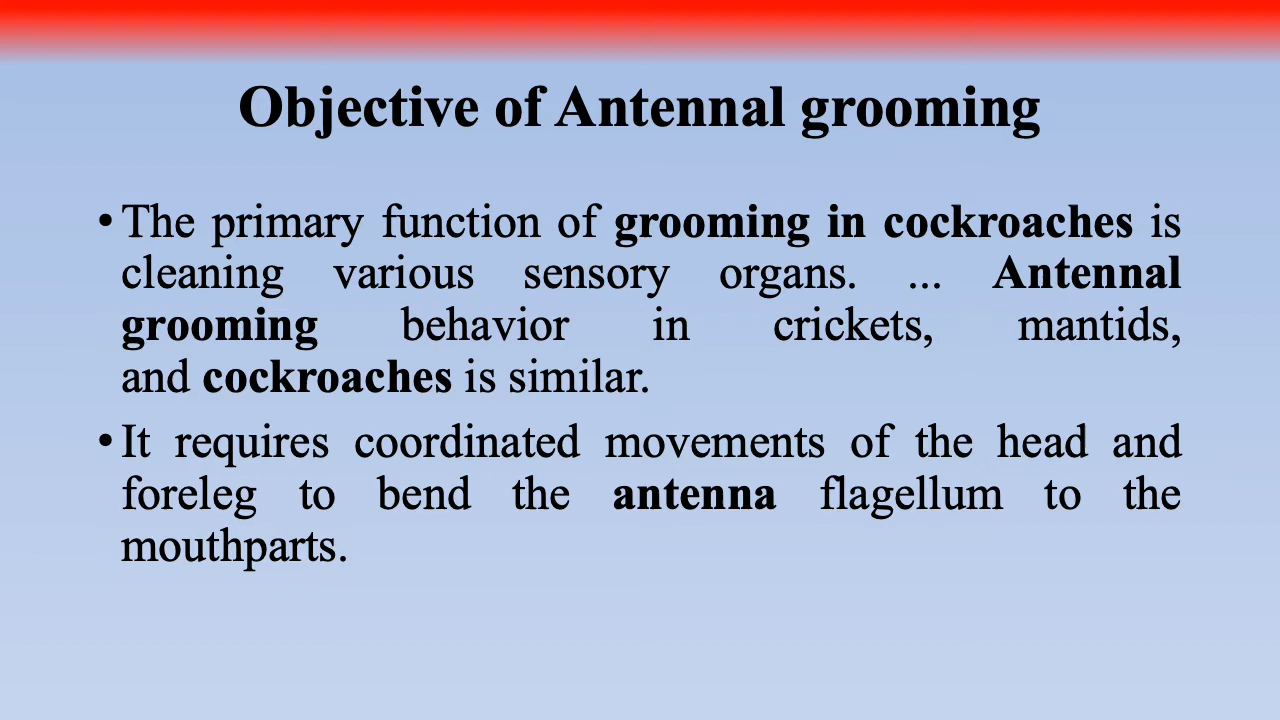 Objective of Antennal grooming
• The primary function of grooming in cockroaches is
cleaning various sensory organs. ... Antennal
grooming behavior in crickets, mantids,
and cockroaches is similar.
• It requires coordinated movements of the head and
foreleg to bend the antenna flagellum to the
mouthparts.